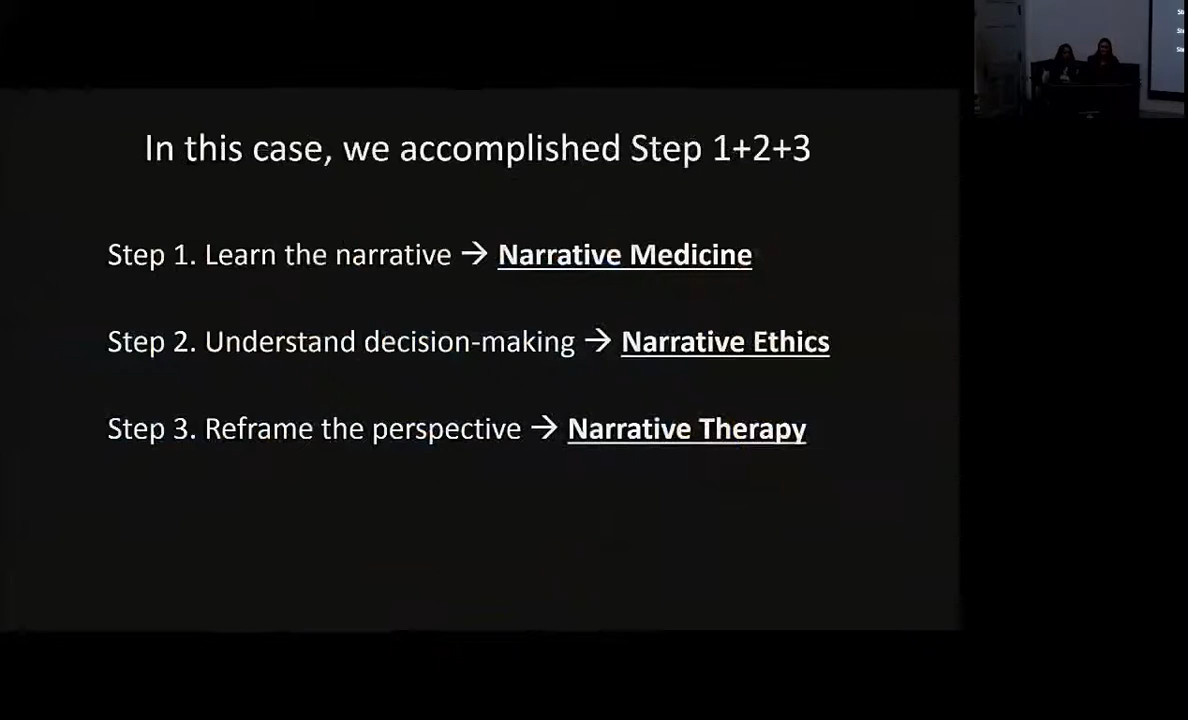 In this case, we accomplished Step 1+2+3
Step 1. Learn the narrative → Narrative Medicine
Step 2. Understand decision-making → Narrative Ethics
Step 3. Reframe the perspective → Narrative Therapy